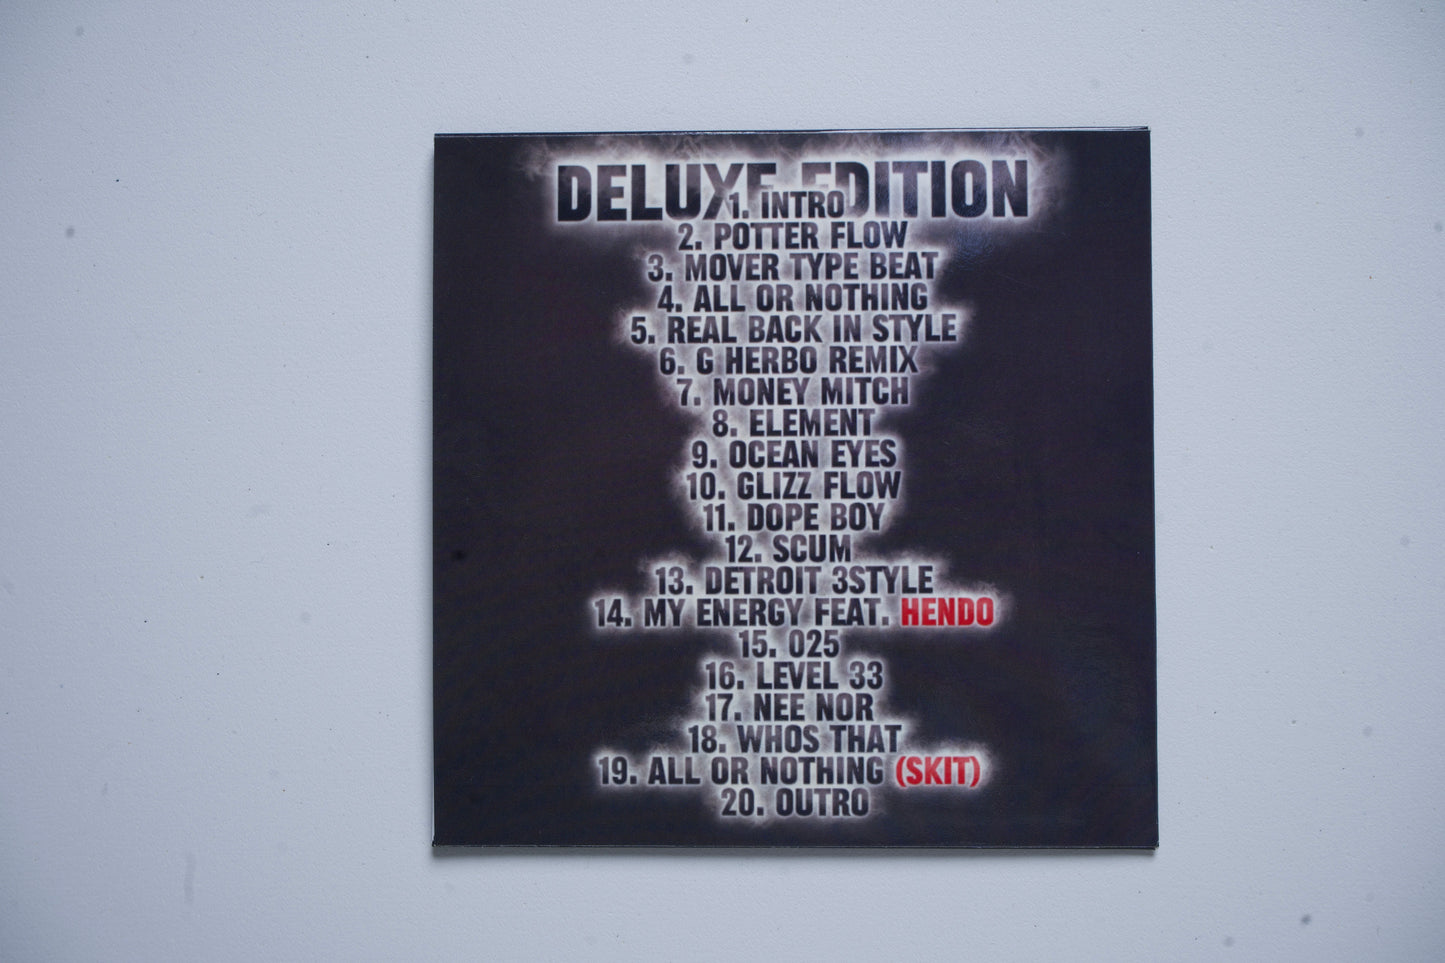 DELUXE EDITION
1. INTRO
2. POTTER FLOW
3. MOVER TYPE BEAT
4. ALL OR NOTHING
5. REAL BACK IN STYLE
6. G HERBO REMIX
7. MONEY MITCH
8. ELEMENT
9. OCEAN EYES
10. GLIZZ FLOW
11. DOPE BOY
12. SCUM
13. DETROIT 3STYLE
14. MY ENERGY FEAT. HENDO
15. 025
16. LEVEL 33
17. NEE NOR
18. WHOS THAT
19. ALL OR NOTHING (SKIT)
20. OUTRO